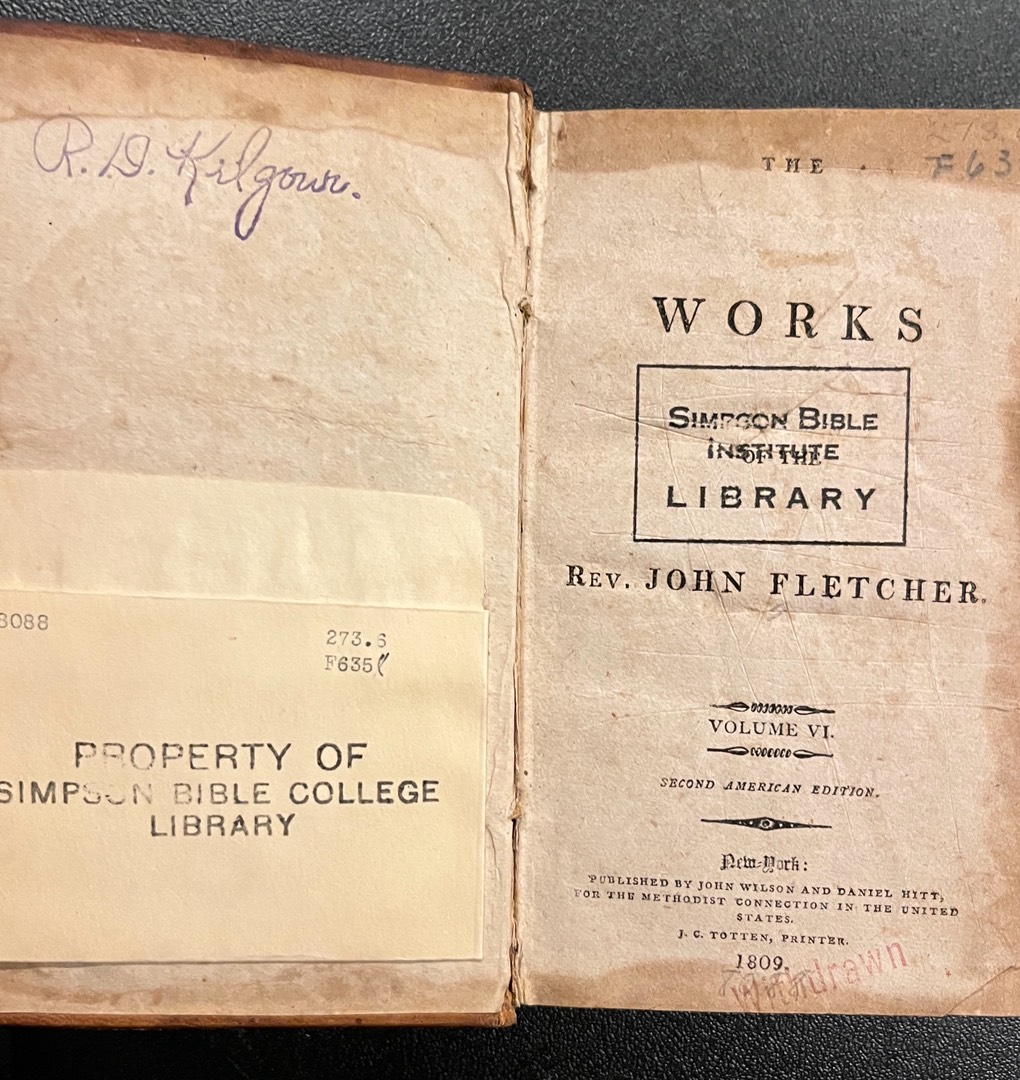 R. D. Kilgour.
8088
273.6
F635
PROPERTY OF
SIMPSON BIBLE COLLEGE
LIBRARY
F63
THE
WORKS
SIMPSON BIBLE
INSTITUTE
LIBRARY
OF THE
REV. JOHN FLETCHER.
VOLUME VI.
SECOND AMERICAN EDITION.
New-York:
PUBLISHED BY JOHN WILSON AND DANIEL HITT,
FOR THE METHODIST CONNECTION IN THE UNITED
STATES.
J. C. TOTTEN, PRINTER.
1809.
Withdrawn